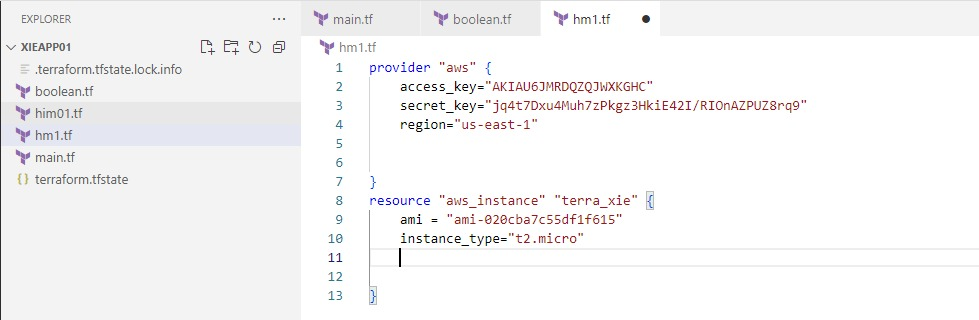 EXPLORER
XIEAPP01
.terraform.tfstate.lock.info
boolean.tf
him01.tf
hm1.tf
main.tf
terraform.tfstate
main.tf
boolean.tf
hm1.tf
hm1.tf
1 provider "aws" {
2 access_key="AKIAU6JMRDQZQJWXKGHC"
3 secret_key="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"
4 region="us-east-1"
5
6
7 }
8 resource "aws_instance" "terra_xie" {
9 ami = "ami-020cba7c55df1f615"
10 instance_type="t2.micro"
11
12
13 }